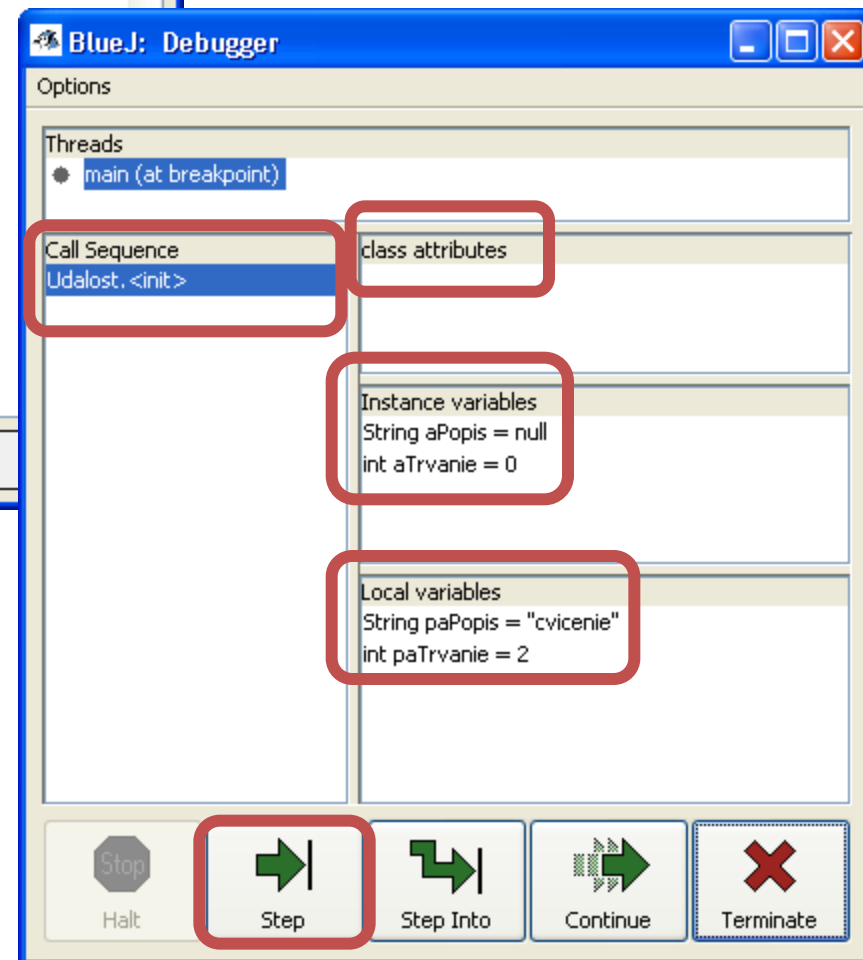 BlueJ: Debugger
Options
Threads
main (at breakpoint)
Call Sequence
Udalost.<init>
class attributes
Instance variables
String aPopis = null
int aTrvanie = 0
Local variables
String paPopis = "cvicenie"
int paTrvanie = 2
Stop
Halt
Step
Step Into
Continue
Terminate